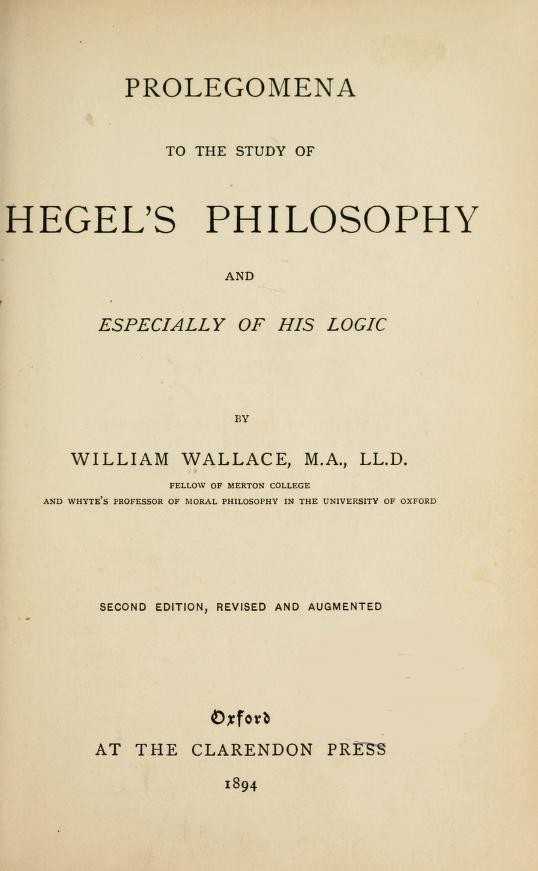 PROLEGOMENA
TO THE STUDY OF
HEGEL'S PHILOSOPHY
AND
ESPECIALLY OF HIS LOGIC
BY
WILLIAM WALLACE, M.A., LL.D.
FELLOW OF MERTON COLLEGE
AND WHYTE'S PROFESSOR OF MORAL PHILOSOPHY IN THE UNIVERSITY OF OXFORD
SECOND EDITION, REVISED AND AUGMENTED
Oxford
AT THE CLARENDON PRESS
1894